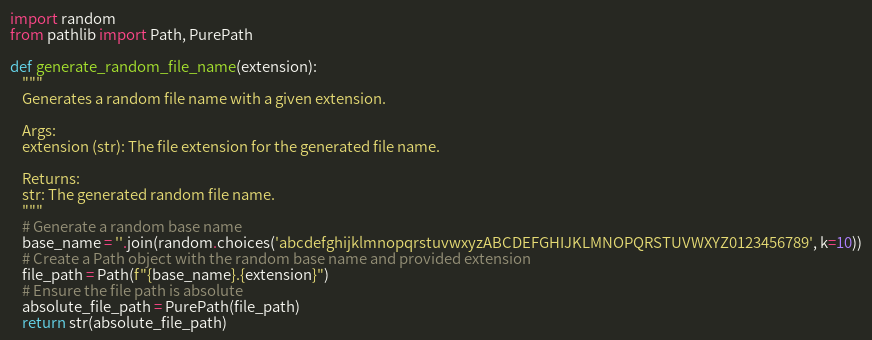 import random
from pathlib import Path, PurePath

def generate_random_file_name(extension):
    """
    Generates a random file name with a given extension.

    Args:
    extension (str): The file extension for the generated file name.

    Returns:
    str: The generated random file name.
    """
    # Generate a random base name
    base_name = ''.join(random.choices('abcdefghijklmnopqrstuvwxyzABCDEFGHIJKLMNOPQRSTUVWXYZ0123456789', k=10))
    # Create a Path object with the random base name and provided extension
    file_path = Path(f"{base_name}.{extension}")
    # Ensure the file path is absolute
    absolute_file_path = PurePath(file_path)
    return str(absolute_file_path)